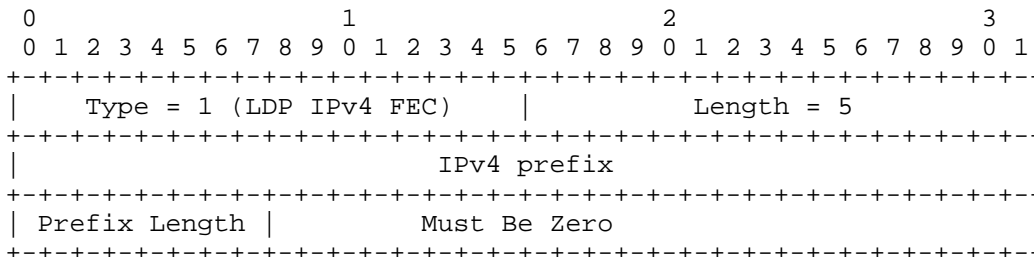 0                   1                   2                   3
 0 1 2 3 4 5 6 7 8 9 0 1 2 3 4 5 6 7 8 9 0 1 2 3 4 5 6 7 8 9 0 1
+-+-+-+-+-+-+-+-+-+-+-+-+-+-+-+-+-+-+-+-+-+-+-+-+-+-+-+-+-+-+-+-
|    Type = 1 (LDP IPv4 FEC)    |          Length = 5
+-+-+-+-+-+-+-+-+-+-+-+-+-+-+-+-+-+-+-+-+-+-+-+-+-+-+-+-+-+-+-+-
|                          IPv4 prefix
+-+-+-+-+-+-+-+-+-+-+-+-+-+-+-+-+-+-+-+-+-+-+-+-+-+-+-+-+-+-+-+-
| Prefix Length |         Must Be Zero
+-+-+-+-+-+-+-+-+-+-+-+-+-+-+-+-+-+-+-+-+-+-+-+-+-+-+-+-+-+-+-+-